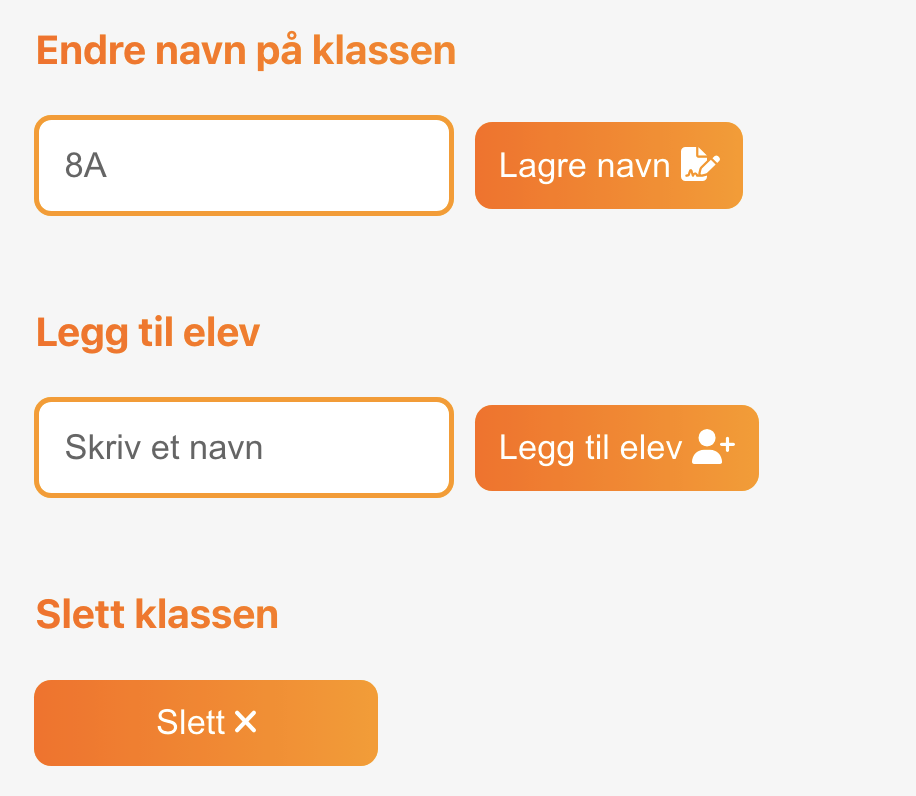 Endre navn på klassen
8A
Lagre navn
Legg til elev
Skriv et navn
Legg til elev
Slett klassen
Slett